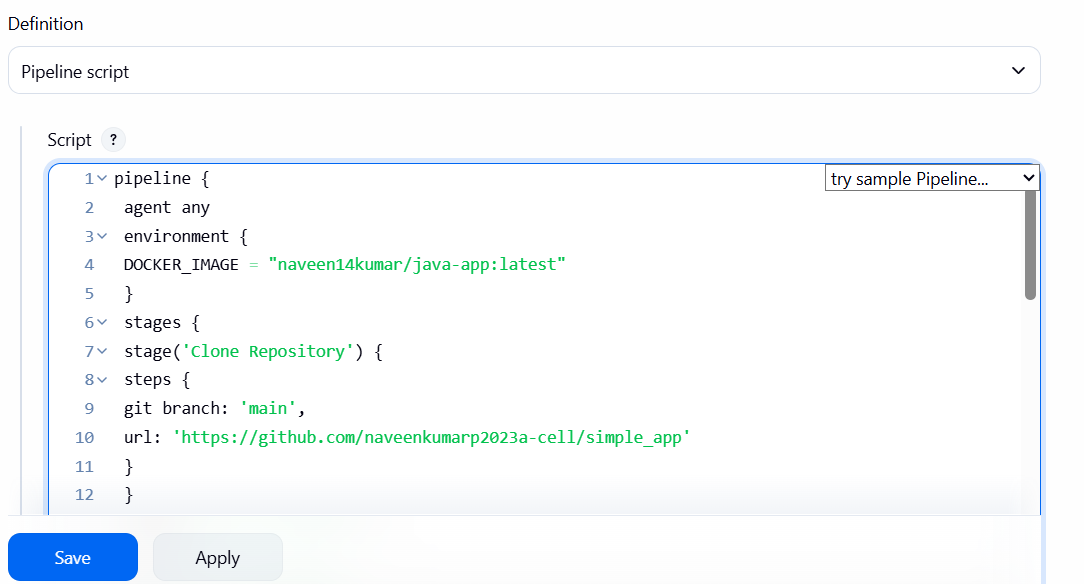 Definition
Pipeline script
Script ?
try sample Pipeline...
1 pipeline {
2 agent any
3 environment {
4 DOCKER_IMAGE = "naveen14kumar/java-app:latest"
5 }
6 stages {
7 stage('Clone Repository') {
8 steps {
9 git branch: 'main',
10 url: 'https://github.com/naveenkumarp2023a-cell/simple_app'
11 }
12 }
Save Apply